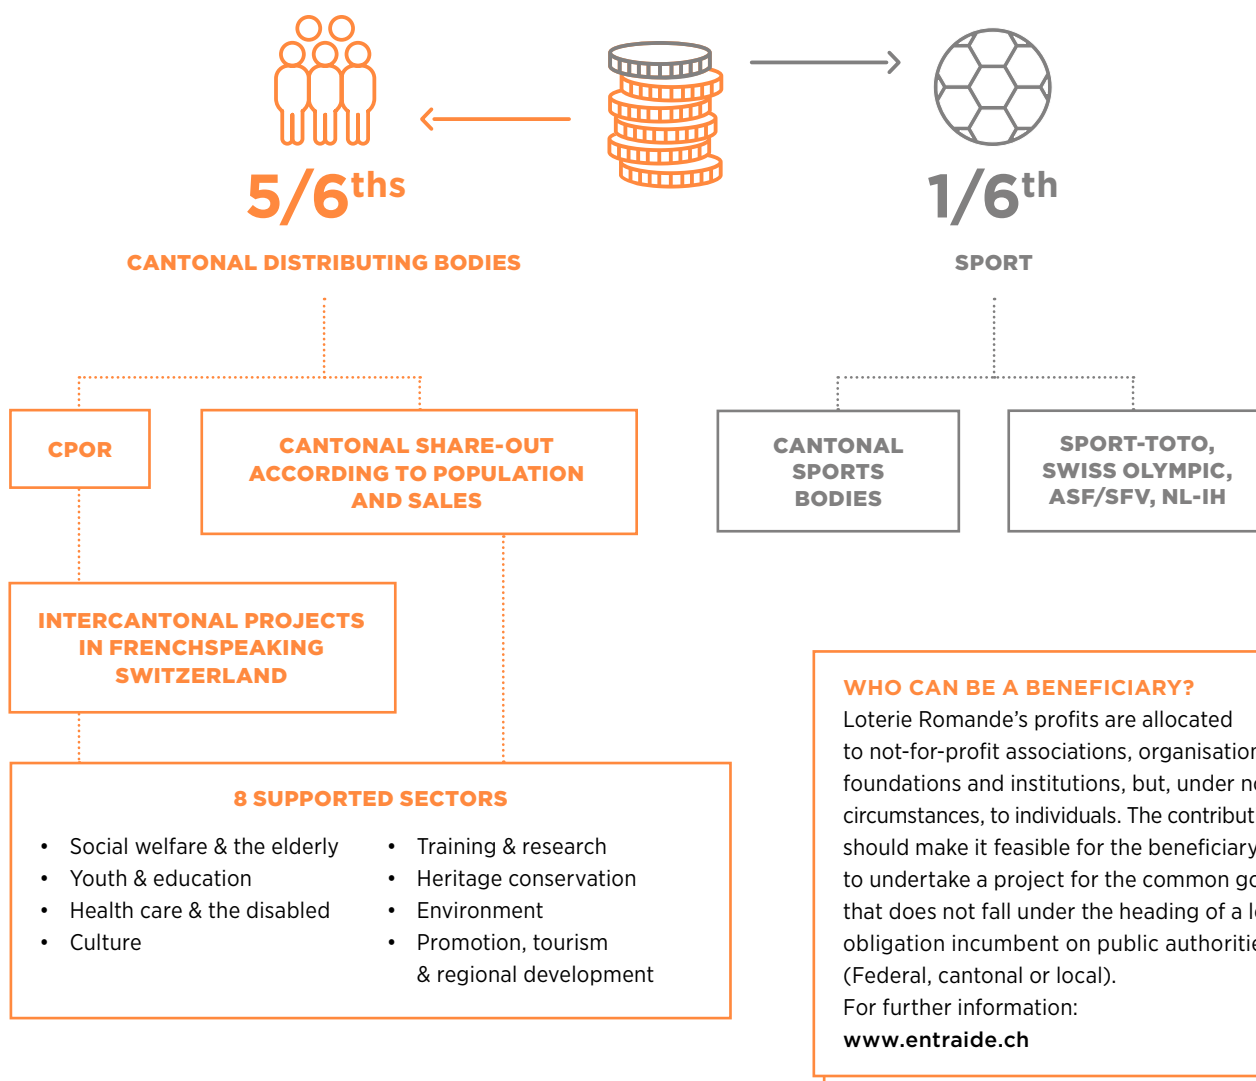 5/6ths
CANTONAL DISTRIBUTING BODIES
1/6th
SPORT
CPOR
CANTONAL SHARE-OUT
ACCORDING TO POPULATION
AND SALES
CANTONAL
SPORTS
BODIES
SPORT-TOTO,
SWISS OLYMPIC,
ASF/SFV, NL-IH
INTERCANTONAL PROJECTS
IN FRENCHSPEAKING
SWITZERLAND
8 SUPPORTED SECTORS
• Social welfare & the elderly
• Youth & education
• Health care & the disabled
• Culture
• Training & research
• Heritage conservation
• Environment
• Promotion, tourism
& regional development
WHO CAN BE A BENEFICIARY?
Loterie Romande’s profits are allocated
to not-for-profit associations,
foundations and institutions, but, under
circumstances, to individuals. The
should make it feasible for the beneficiary
to undertake a project for the common
that does not fall under the heading of a
obligation incumbent on public
(Federal, cantonal or local).
For further information:
www.entraide.ch